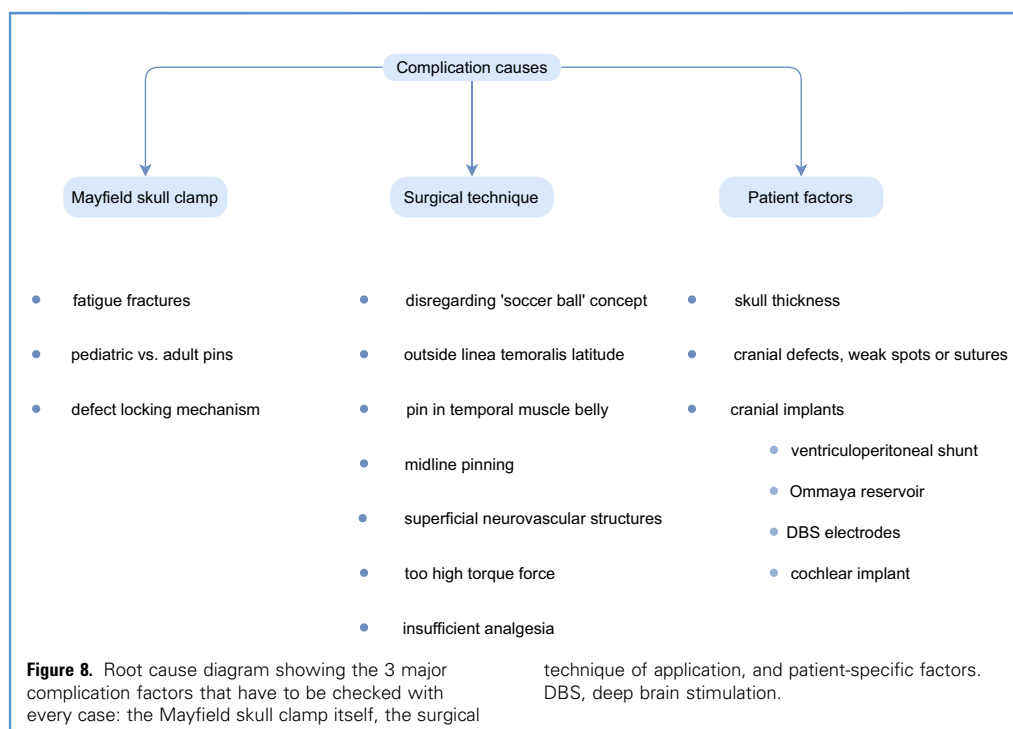 Complication causes
Mayfield skull clamp
Surgical technique
Patient factors
fatigue fractures
pediatric vs. adult pins
defect locking mechanism
disregarding 'soccer ball' concept
outside linea temoralis latitude
pin in temporal muscle belly
midline pinning
superficial neurovascular structures
too high torque force
insufficient analgesia
skull thickness
cranial defects, weak spots or sutures
cranial implants
ventriculoperitoneal shunt
Ommaya reservoir
DBS electrodes
cochlear implant
Figure 8. Root cause diagram showing the 3 major
complication factors that have to be checked with
every case: the Mayfield skull clamp itself, the surgical
technique of application, and patient-specific factors.
DBS, deep brain stimulation.